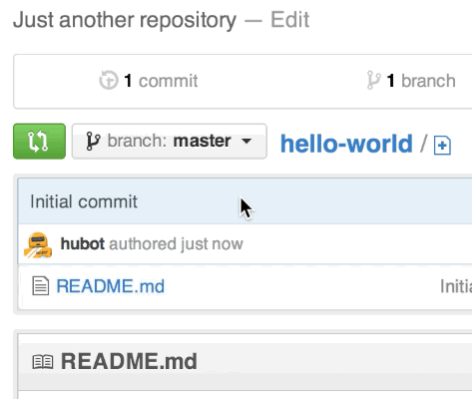 Just another repository — Edit
1 commit 1 branch
branch: master hello-world /
Initial commit
hubot authored just now
README.md Initia
README.md